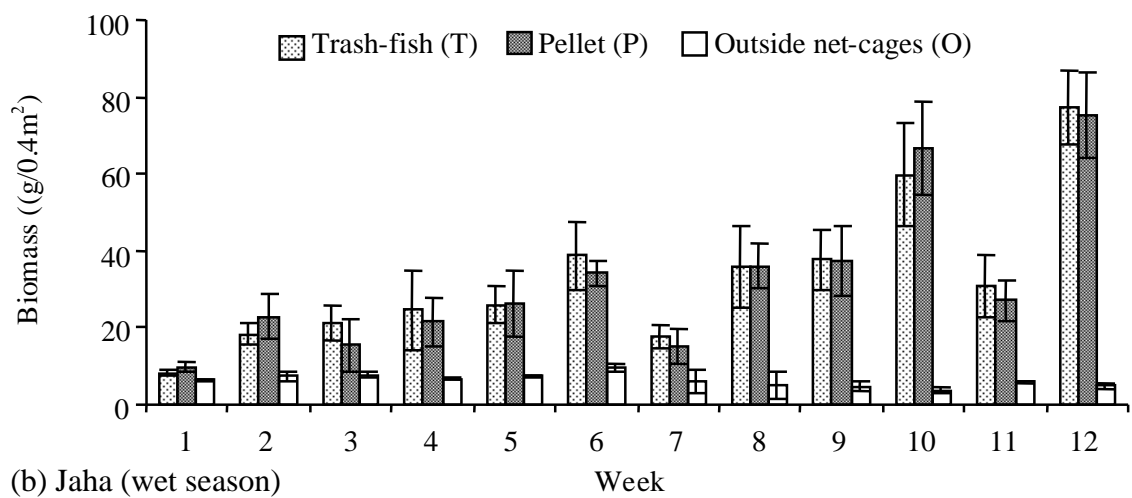 100
Trash-fish (T) Pellet (P) Outside net-cages (O)
80
60
40
20
0
Biomass ((g/0.4m²)
1 2 3 4 5 6 7 8 9 10 11 12
(b) Jaha (wet season) Week